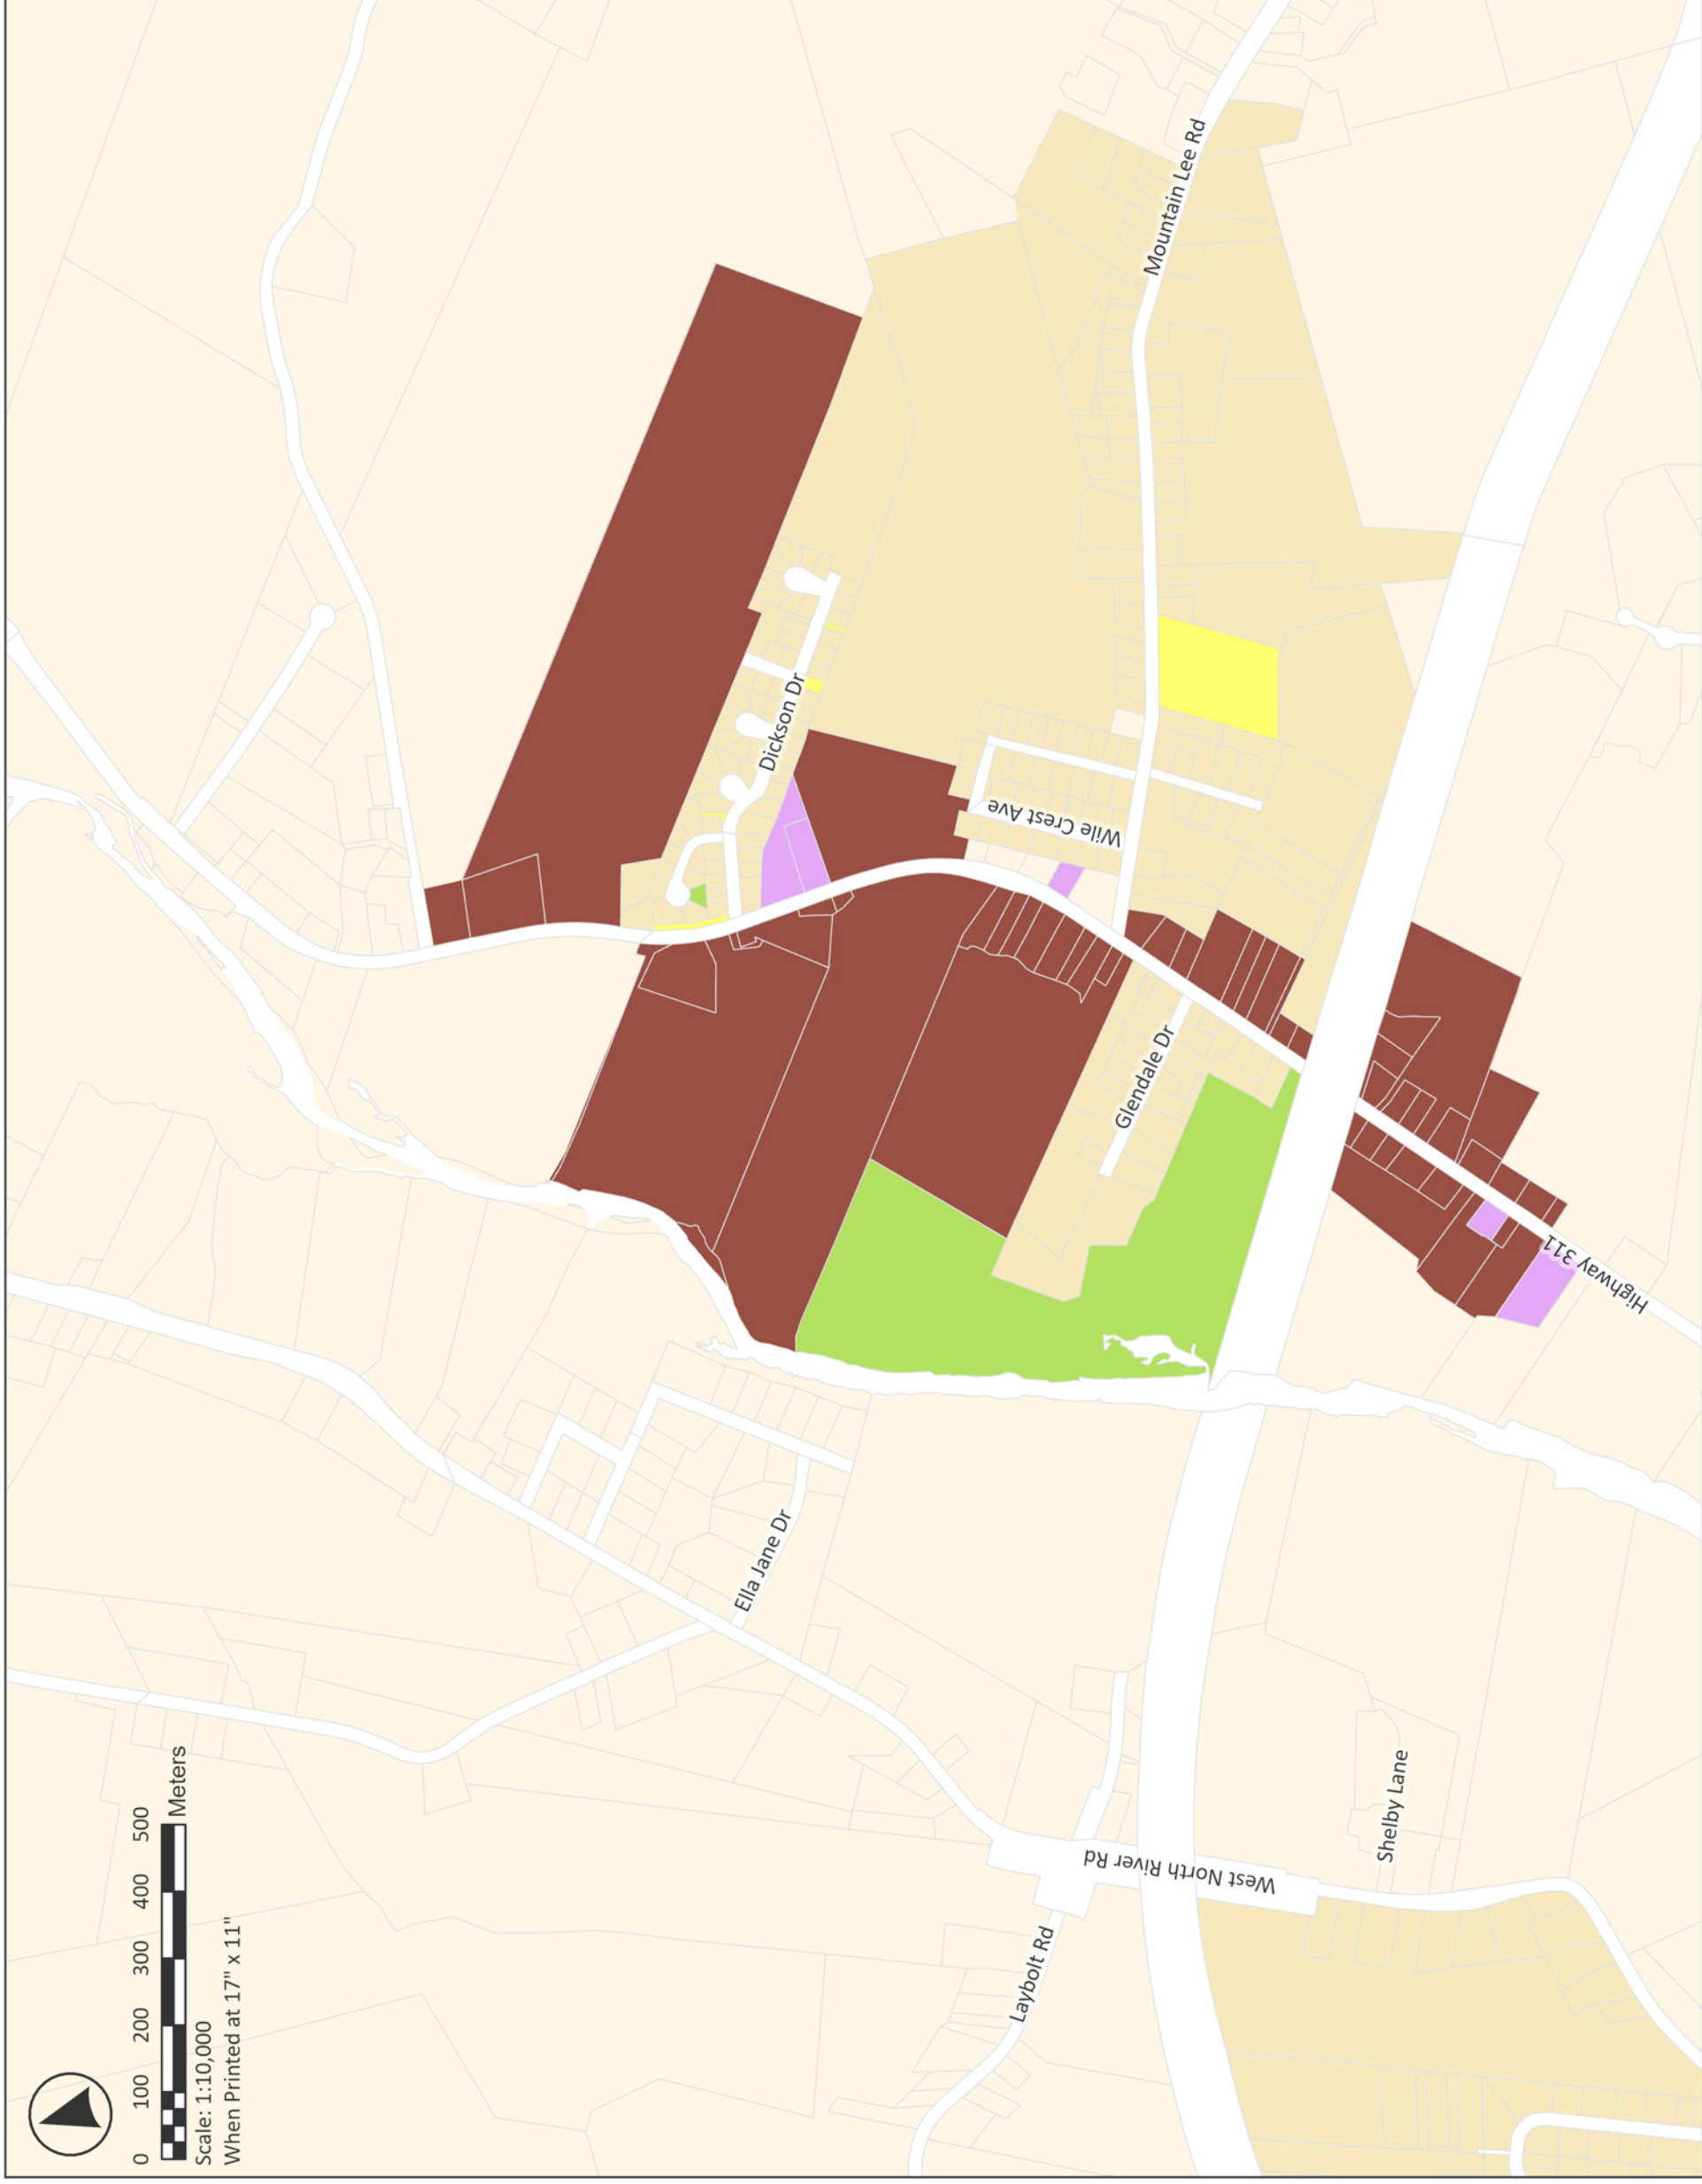 0 100 200 300 400 500
Meters
Scale: 1:10,000
When Printed at 17" x 11"
Mountain Lee Rd
Dickson Dr
Wile Crest Ave
Glendale Dr
Highway 311
Ella Jane Dr
West North River Rd
Shelby Lane
Laybolt Rd